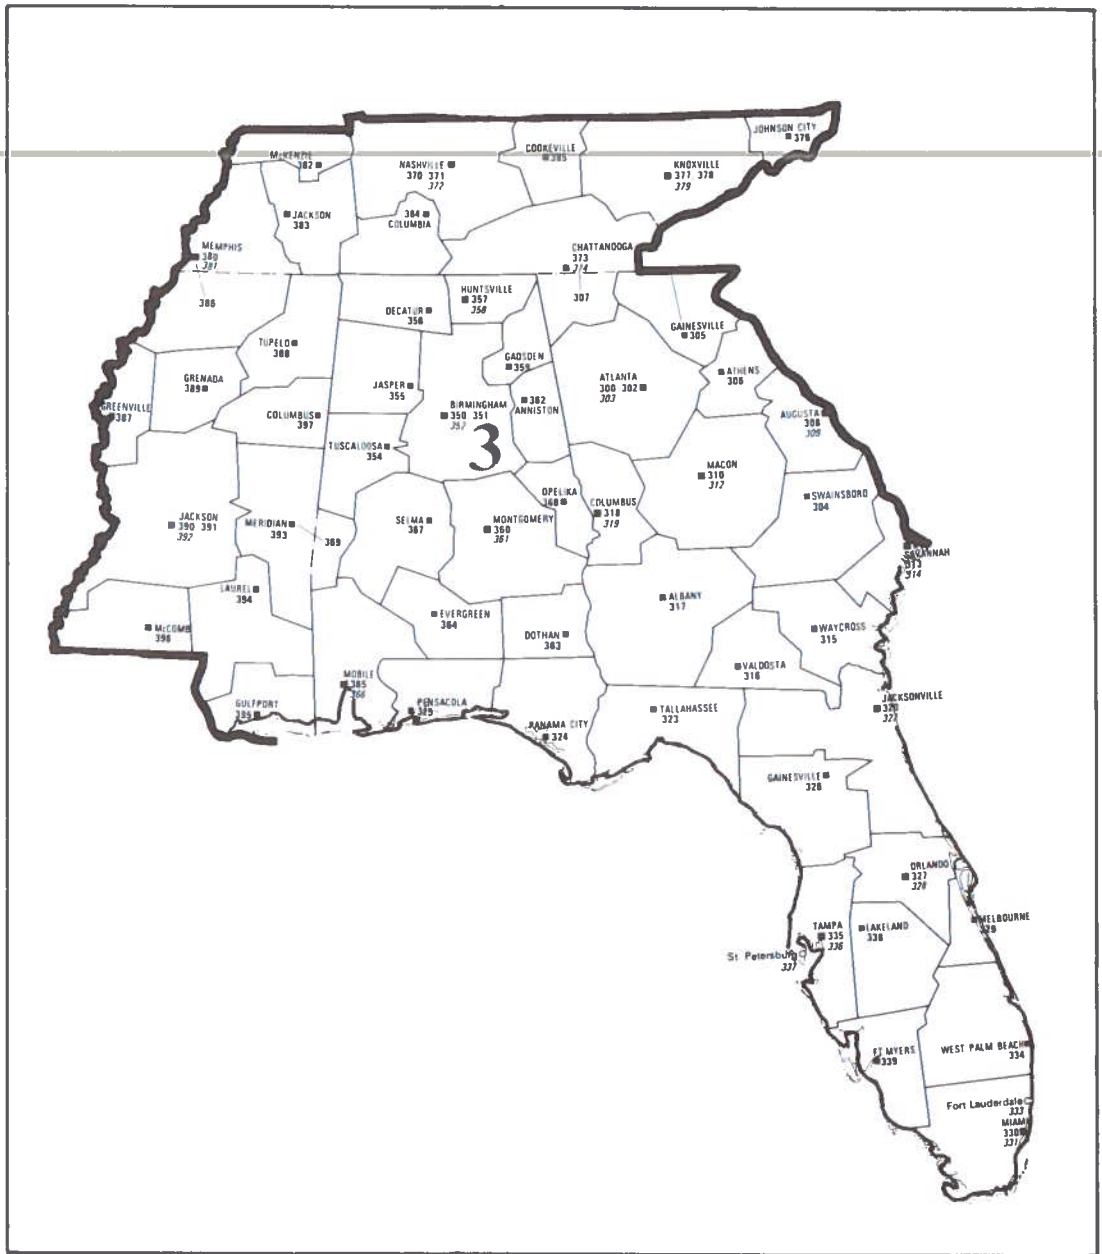 JOHNSON CITY
376
COOKEVILLE
385
McKENZIE
382
NASHVILLE
370 371
372
KNOXVILLE
377 378
379
JACKSON
383
384
COLUMBIA
MEMPHIS
380
381
CHATTANOOGA
373
374
386
HUNTSVILLE
357
358
307
DECATUR
356
GAINESVILLE
305
TUPELO
388
GADSDEN
359
GRENADA
389
JASPER
355
ATLANTA
300 302
303
ATHENS
306
GREENVILLE
387
COLUMBUS
397
BIRMINGHAM
350 351
352
362
ANNISTON
AUGUSTA
308
309
TUSCALOOSA
354
3
MACON
310
312
OPELIKA
368
COLUMBUS
318
319
SWAINSBORO
304
JACKSON
390 391
392
MERIDIAN
393
369
SELMA
367
MONTGOMERY
360
361
SAVANNAH
313
314
LAUREL
394
ALBANY
317
EVERGREEN
364
McCOMB
396
DOTHAN
363
WAYCROSS
315
VALDOSTA
316
MOBILE
365
366
GULFPORT
395
PENSACOLA
325
PANAMA CITY
324
TALLAHASSEE
323
JACKSONVILLE
320
322
GAINESVILLE
326
ORLANDO
327
328
MELBOURNE
329
TAMPA
335
336
LAKELAND
338
St. Petersburg
337
FT MYERS
339
WEST PALM BEACH
334
Fort Lauderdale
333
MIAMI
330
331